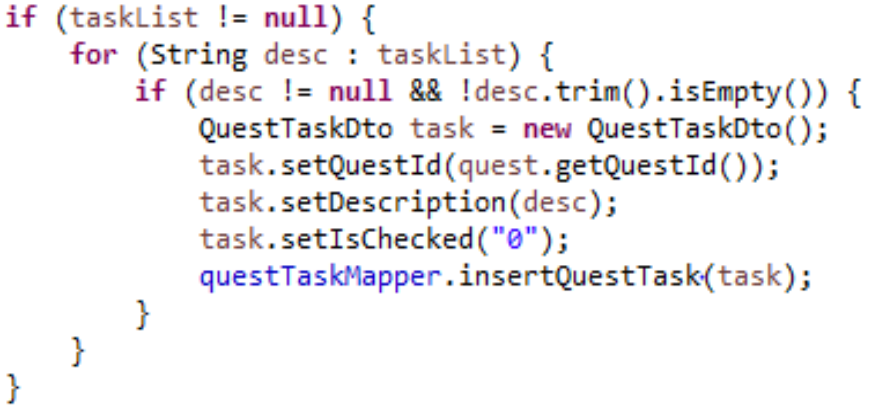 if (taskList != null) {
    for (String desc : taskList) {
        if (desc != null && !desc.trim().isEmpty()) {
            QuestTaskDto task = new QuestTaskDto();
            task.setQuestId(quest.getQuestId());
            task.setDescription(desc);
            task.setIsChecked("0");
            questTaskMapper.insertQuestTask(task);
        }
    }
}